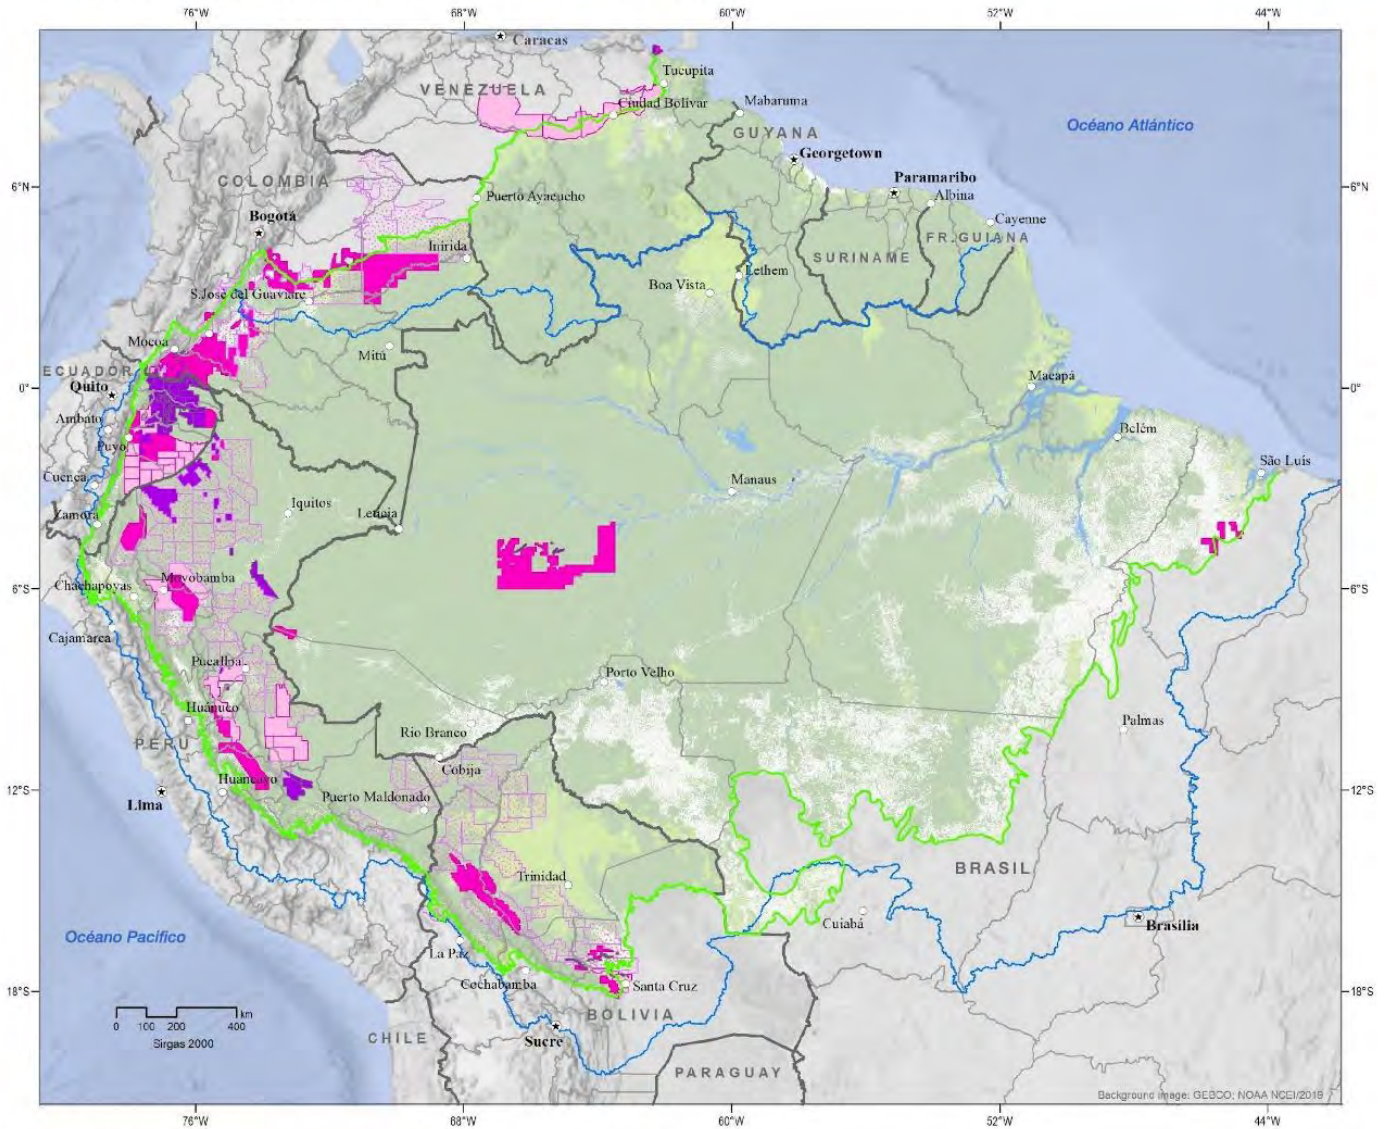 76°W 68°W 60°W 52°W 44°W
Caracas
Tucupita
VENEZUELA
Ciudad Bolívar
Mabaruma
Océano Atlántico
GUYANA
Georgetown
COLOMBIA
Paramaribo
6°N 6°N
Puerto Ayacucho
Albina
Bogotá
Cayenne
Inirida
FR.GUIANA
SURINAME
Lethem
S.José del Guaviare
Boa Vista
Mocoa
Mitú
ECUADOR
Quito
0° 0°
Macapá
Ambato
Belém
Puyo
São Luís
Cuenca
Manaus
Iquitos
Zamora
Leticia
Moyobamba
Chachapoyas
6°S 6°S
Cajamarca
Pucallpa
Porto Velho
Huánuco
Palmas
PERU
Rio Branco
Cobija
Huancayo
12°S 12°S
Lima
Puerto Maldonado
BRASIL
Trinidad
Cuiabá
Brasília
Océano Pacífico
La Paz
Cochabamba
Santa Cruz
18°S 18°S
0 100 200 400 km
BOLIVIA
Sirgas 2000
CHILE
Sucre
PARAGUAY
Background image: GEBCO; NOAA NCEI/2019
76°W 68°W 60°W 52°W 44°W